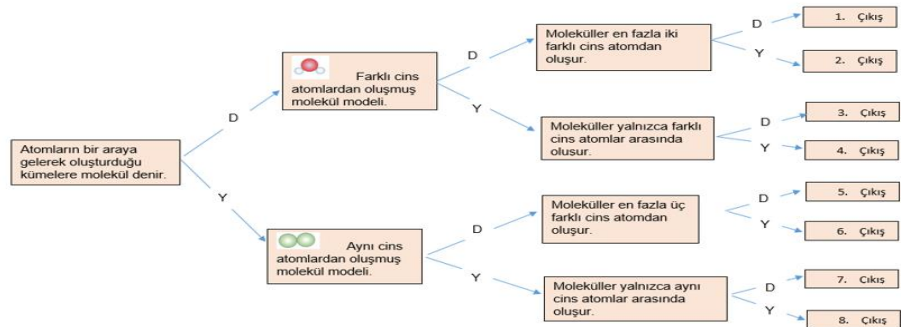 Atomların bir araya
gelerek oluşturduğu
kümelere molekül denir.
D
Y
Farklı cins
atomlardan oluşmuş
molekül modeli.
D
Y
Aynı cins
atomlardan oluşmuş
molekül modeli.
D
Y
Moleküller en fazla iki
farklı cins atomdan
oluşur.
D
Y
Moleküller yalnızca farklı
cins atomlar arasında
oluşur.
D
Y
Moleküller en fazla üç
farklı cins atomdan
oluşur.
D
Y
Moleküller yalnızca aynı
cins atomlar arasında
oluşur.
D
Y
1. Çıkış
2. Çıkış
3. Çıkış
4. Çıkış
5. Çıkış
6. Çıkış
7. Çıkış
8. Çıkış